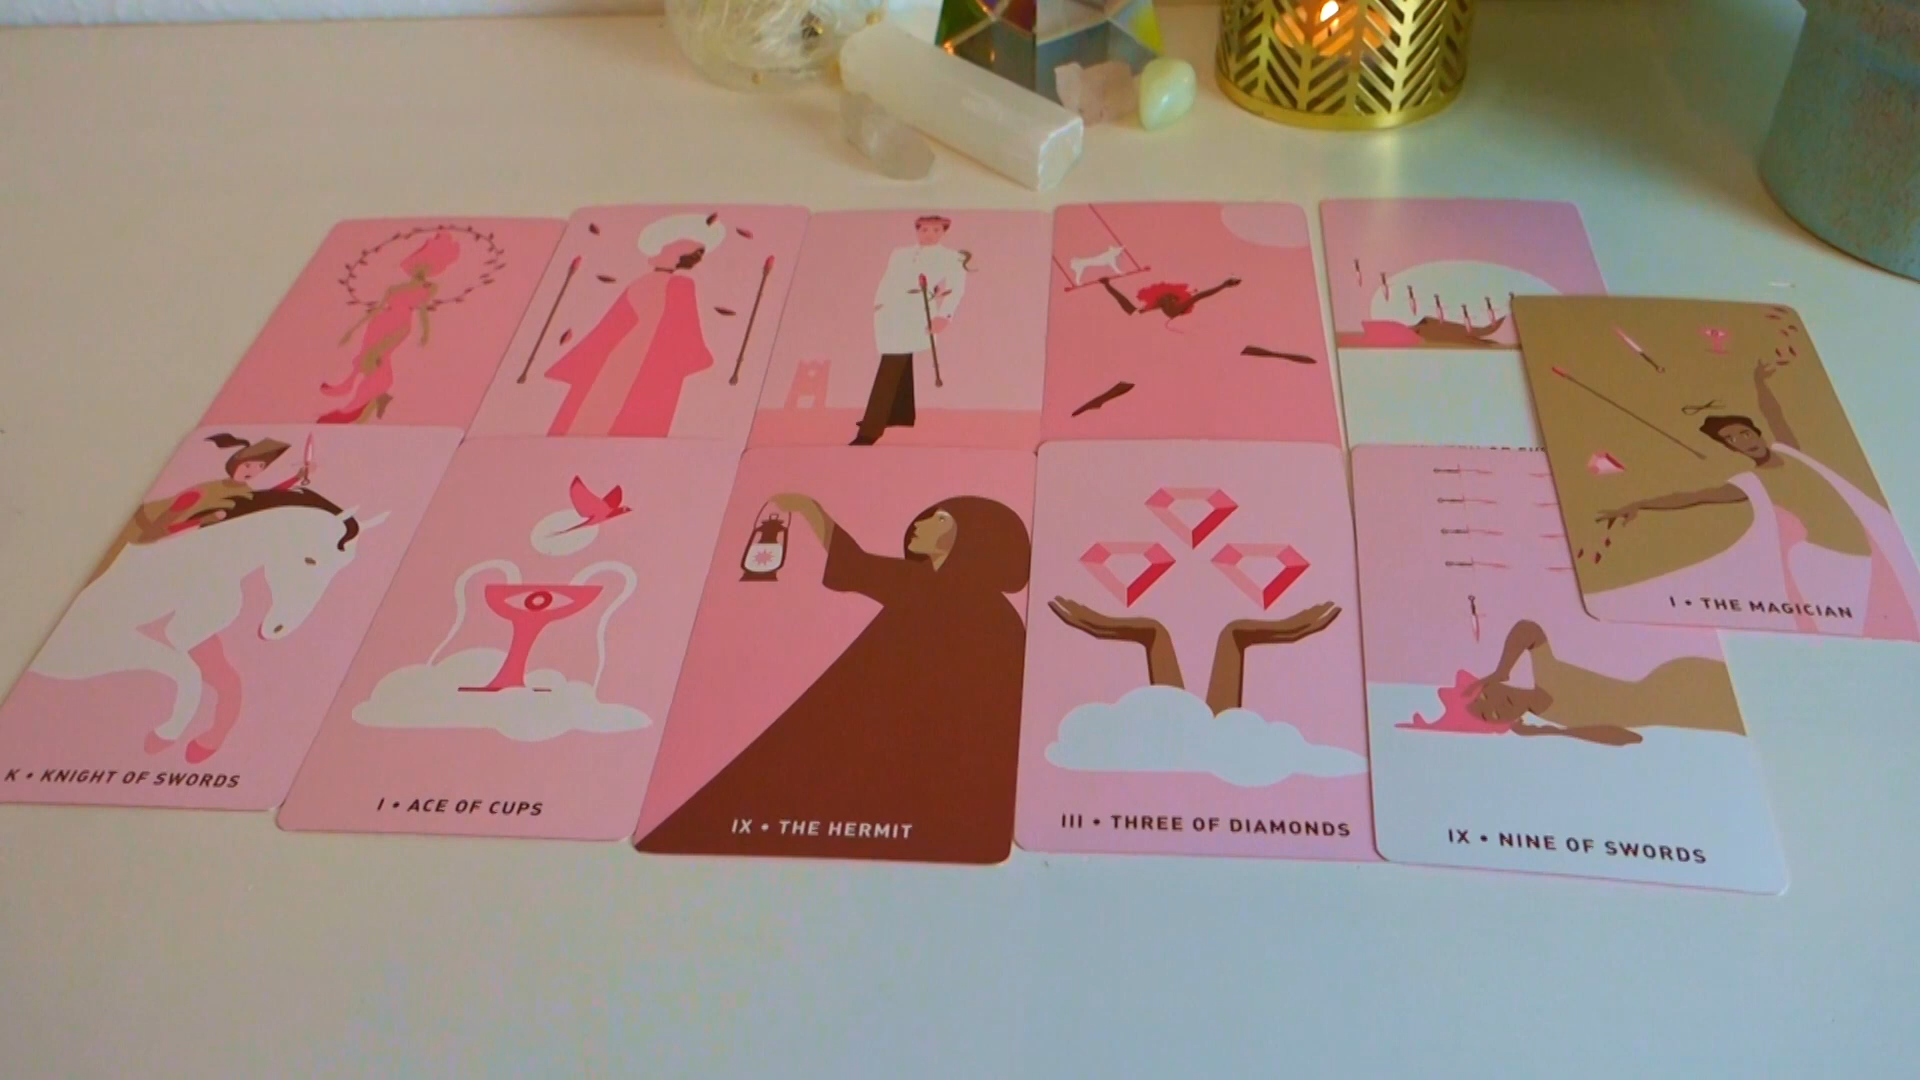 K • KNIGHT OF SWORDS
I • ACE OF CUPS
IX • THE HERMIT
III • THREE OF DIAMONDS
IX • NINE OF SWORDS
I • THE MAGICIAN